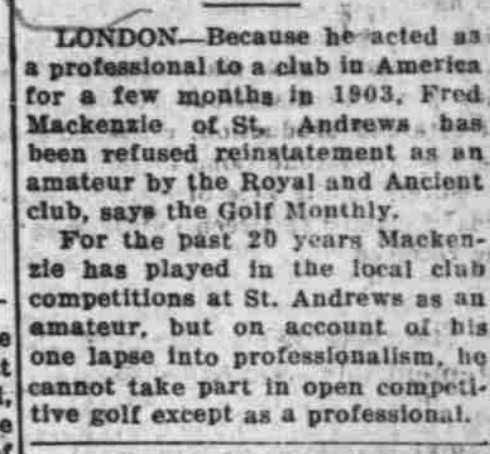 LONDON—Because he acted as
a professional to a club in America
for a few months in 1903, Fred
Mackenzie of St. Andrews has
been refused reinstatement as an
amateur by the Royal and Ancient
club, says the Golf Monthly.
For the past 20 years Macken-
zie has played in the local club
competitions at St. Andrews as an
amateur, but on account of his
one lapse into professionalism, he
cannot take part in open competi-
tive golf except as a professional.